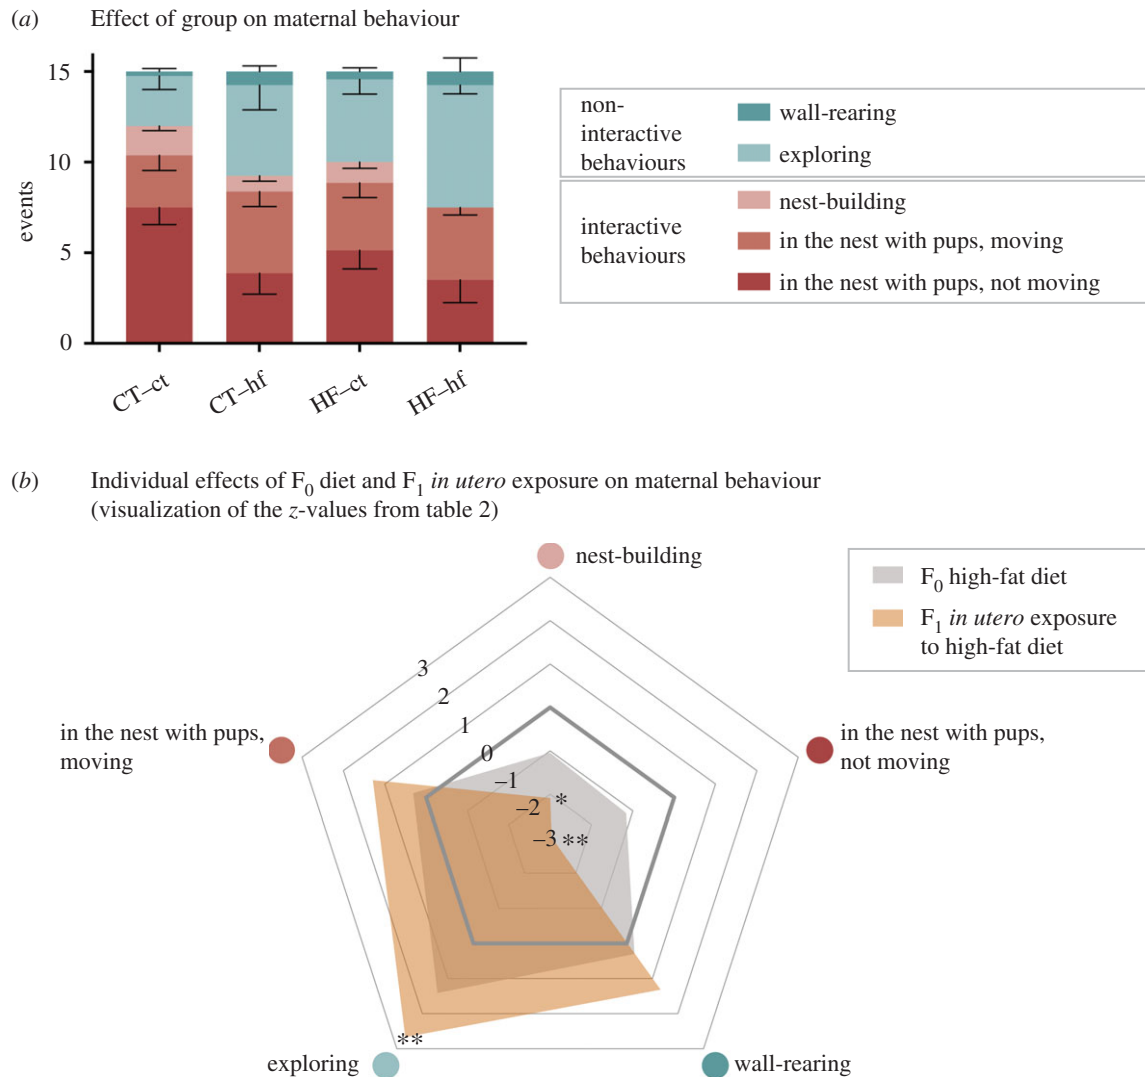 (a) Effect of group on maternal behaviour
15
10
5
0
events
CT–ct
CT–hf
HF–ct
HF–hf
non-
interactive
behaviours
wall-rearing
exploring
interactive
behaviours
nest-building
in the nest with pups, moving
in the nest with pups, not moving
(b) Individual effects of F0 diet and F1 in utero exposure on maternal behaviour
(visualization of the z-values from table 2)
nest-building
F0 high-fat diet
F1 in utero exposure
to high-fat diet
3
2
1
0
–1
–2
–3
*
**
in the nest with pups,
moving
in the nest with pups,
not moving
**
exploring
wall-rearing